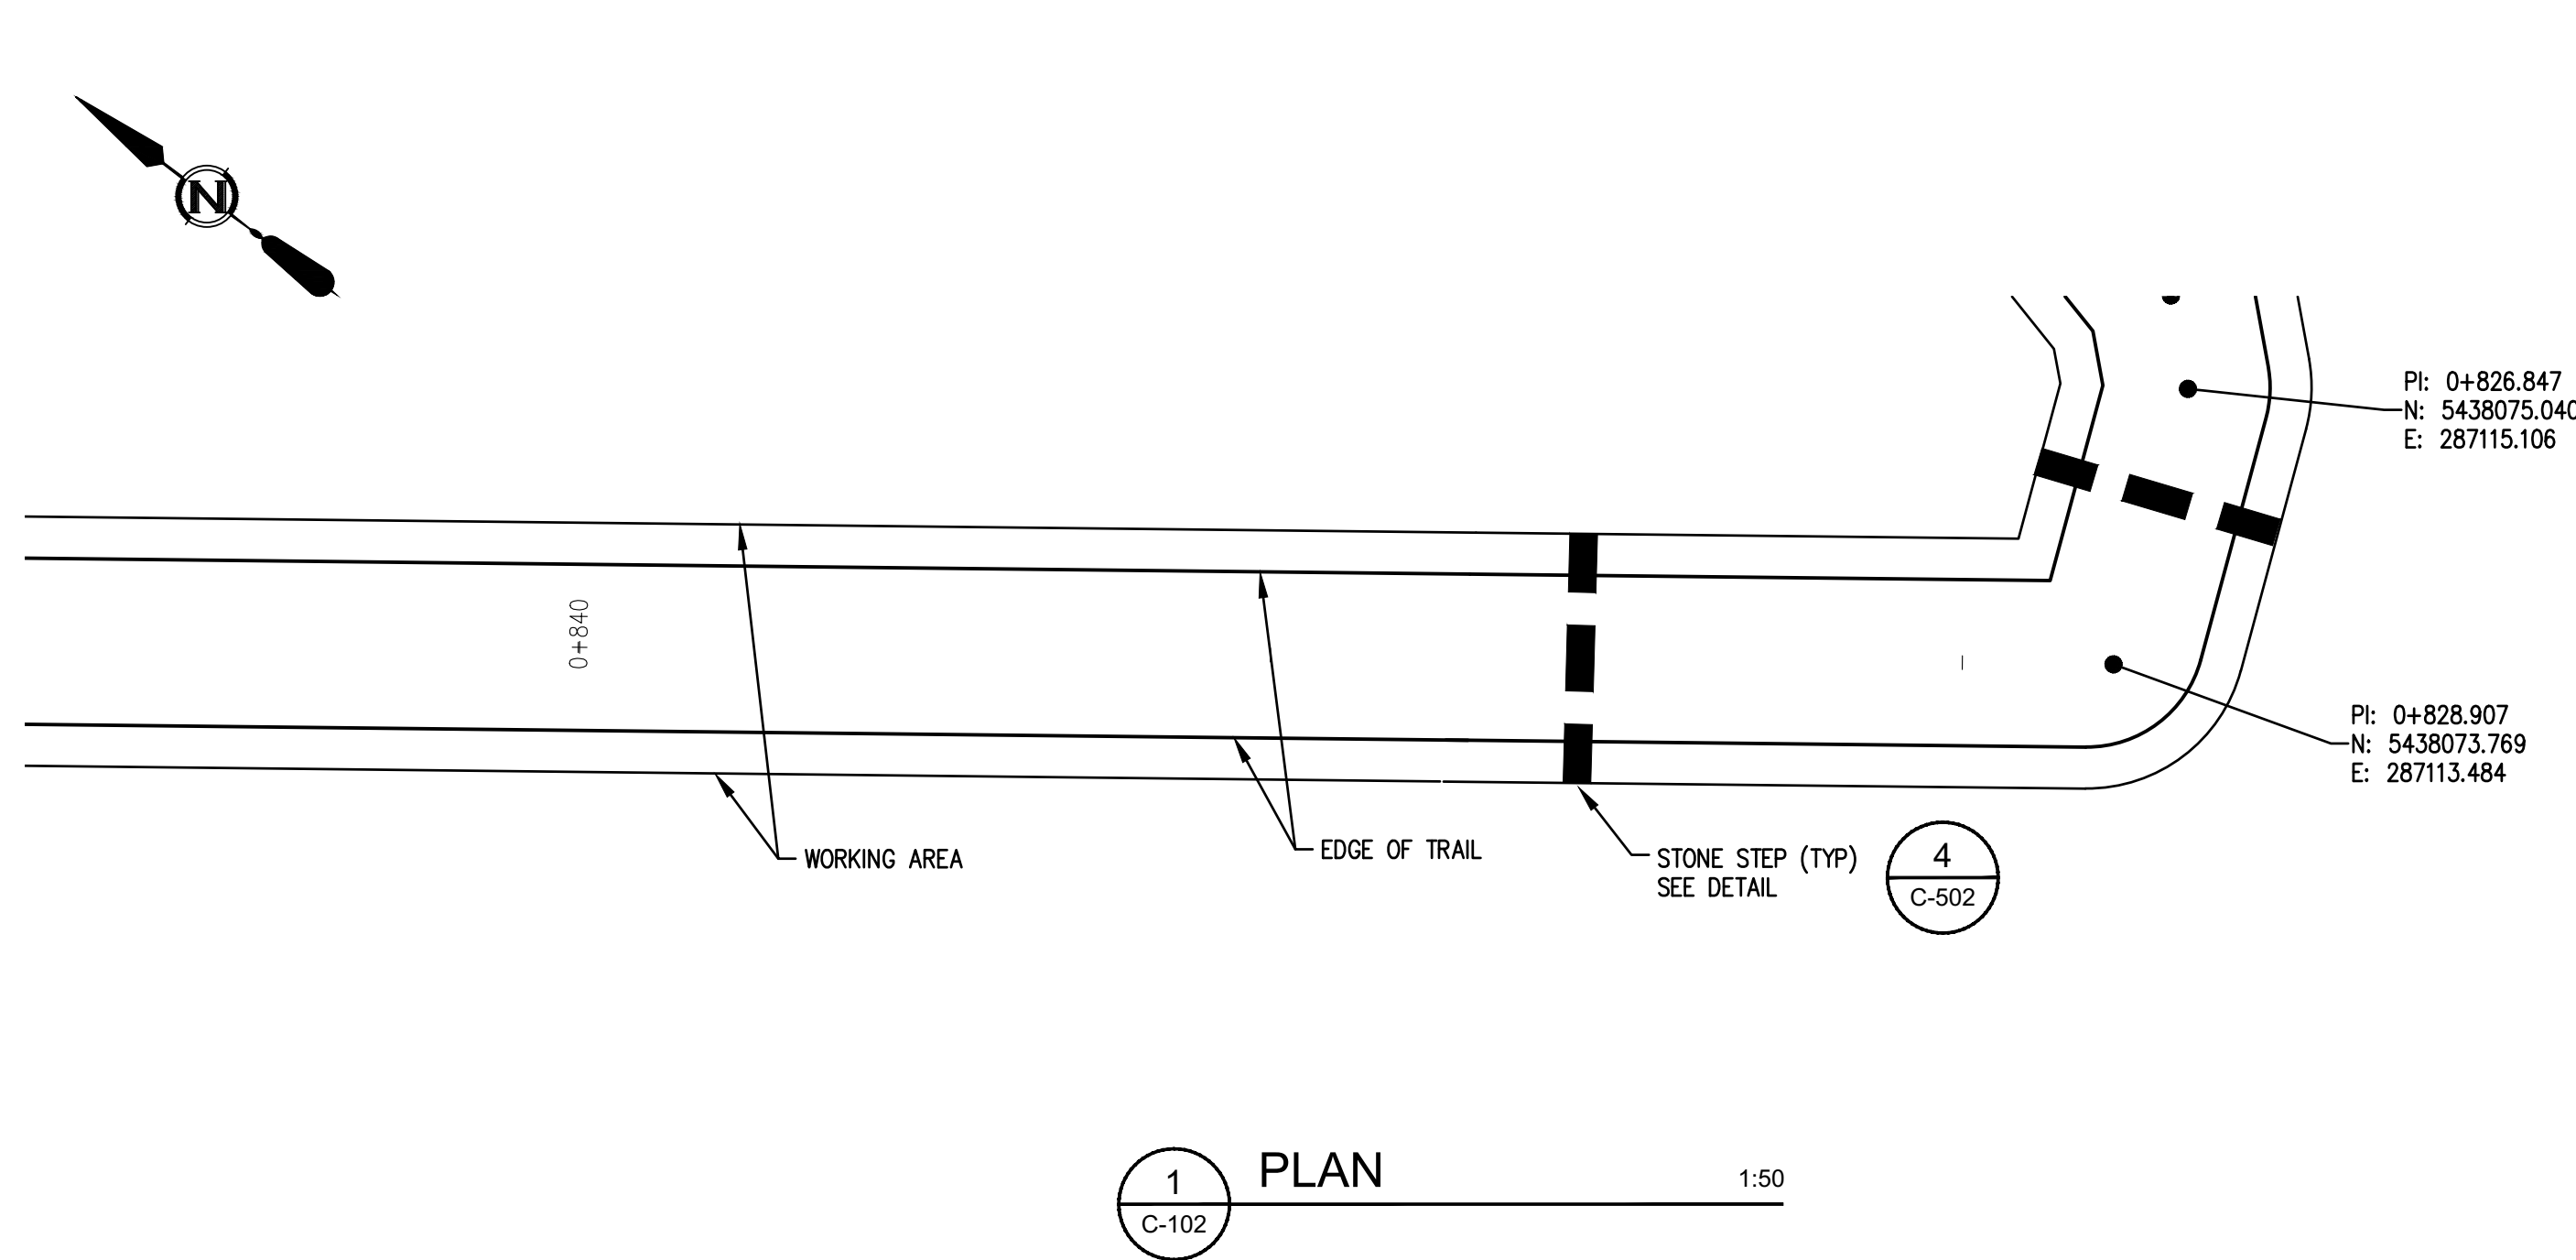 N
PI: 0+826.847
N: 5438075.040
E: 287115.106
0+840
PI: 0+828.907
N: 5438073.769
E: 287113.484
WORKING AREA
EDGE OF TRAIL
STONE STEP (TYP)
SEE DETAIL
4
C-502
1
C-102
PLAN
1:50